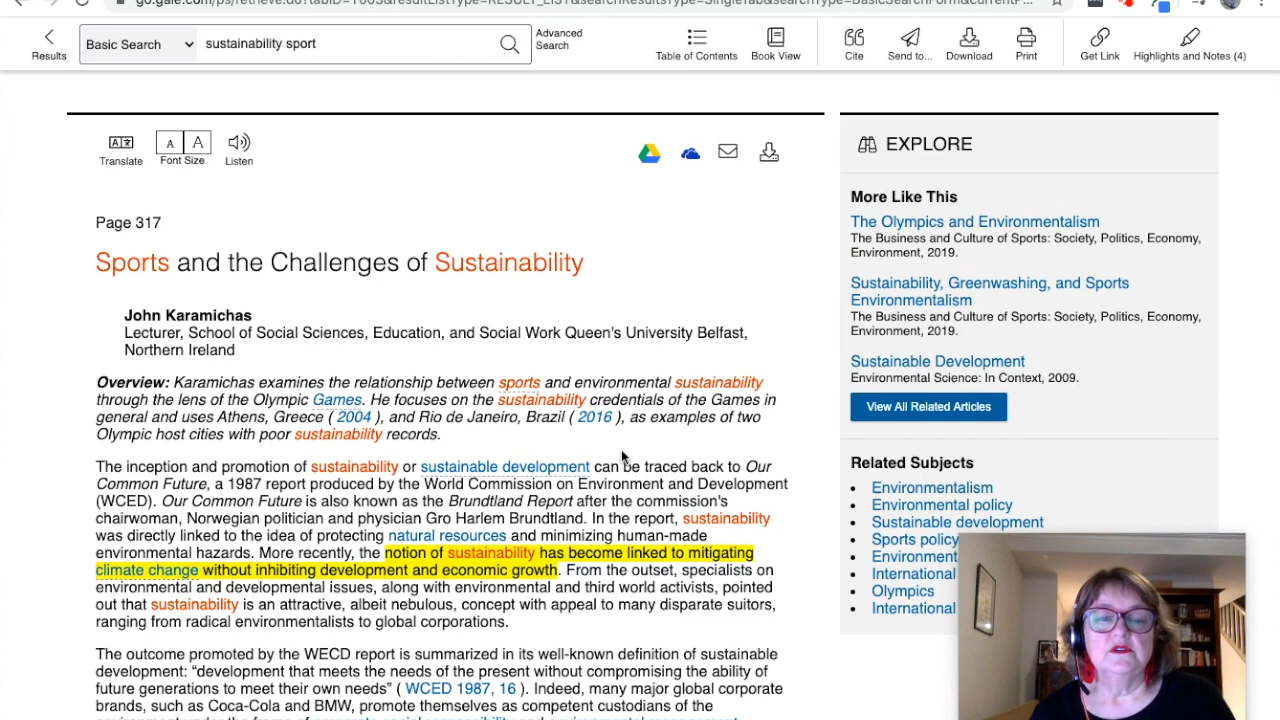 Results
Basic Search
sustainability sport
Advanced
Search
Table of Contents
Book View
Cite
Send to...
Download
Print
Get Link
Highlights and Notes (4)
Translate
A A
Font Size
Listen
Page 317
Sports and the Challenges of Sustainability
John Karamichas
Lecturer, School of Social Sciences, Education, and Social Work Queen's University Belfast,
Northern Ireland
Overview: Karamichas examines the relationship between sports and environmental sustainability
through the lens of the Olympic Games. He focuses on the sustainability credentials of the Games in
general and uses Athens, Greece ( 2004 ), and Rio de Janeiro, Brazil ( 2016 ), as examples of two
Olympic host cities with poor sustainability records.
The inception and promotion of sustainability or sustainable development can be traced back to Our
Common Future, a 1987 report produced by the World Commission on Environment and Development
(WCED). Our Common Future is also known as the Brundtland Report after the commission's
chairwoman, Norwegian politician and physician Gro Harlem Brundtland. In the report, sustainability
was directly linked to the idea of protecting natural resources and minimizing human-made
environmental hazards. More recently, the notion of sustainability has become linked to mitigating
climate change without inhibiting development and economic growth. From the outset, specialists on
environmental and developmental issues, along with environmental and third world activists, pointed
out that sustainability is an attractive, albeit nebulous, concept with appeal to many disparate suitors,
ranging from radical environmentalists to global corporations.
The outcome promoted by the WECD report is summarized in its well-known definition of sustainable
development: “development that meets the needs of the present without compromising the ability of
future generations to meet their own needs” ( WCED 1987, 16 ). Indeed, many major global corporate
brands, such as Coca-Cola and BMW, promote themselves as competent custodians of the
EXPLORE
More Like This
The Olympics and Environmentalism
The Business and Culture of Sports: Society, Politics, Economy,
Environment, 2019.
Sustainability, Greenwashing, and Sports
Environmentalism
The Business and Culture of Sports: Society, Politics, Economy,
Environment, 2019.
Sustainable Development
Environmental Science: In Context, 2009.
View All Related Articles
Related Subjects
Environmentalism
Environmental policy
Sustainable development
Sports policy
Environment
International
Olympics
International